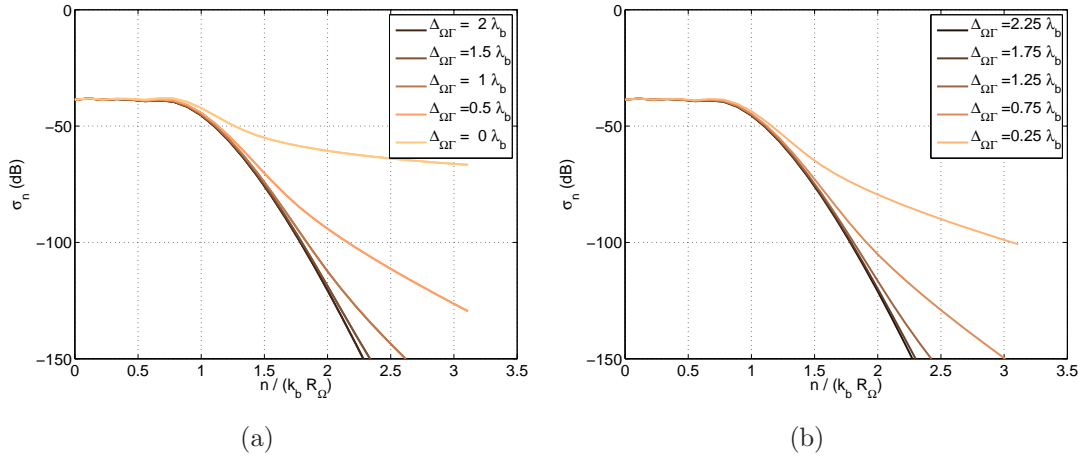 0
−50
−100
−150
σn (dB)
0 0.5 1 1.5 2 2.5 3 3.5
n / (kb RΩ)
ΔΩΓ = 2 λb
ΔΩΓ =1.5 λb
ΔΩΓ = 1 λb
ΔΩΓ =0.5 λb
ΔΩΓ = 0 λb
(a)
0
−50
−100
−150
σn (dB)
0 0.5 1 1.5 2 2.5 3 3.5
n / (kb RΩ)
ΔΩΓ =2.25 λb
ΔΩΓ =1.75 λb
ΔΩΓ =1.25 λb
ΔΩΓ =0.75 λb
ΔΩΓ =0.25 λb
(b)